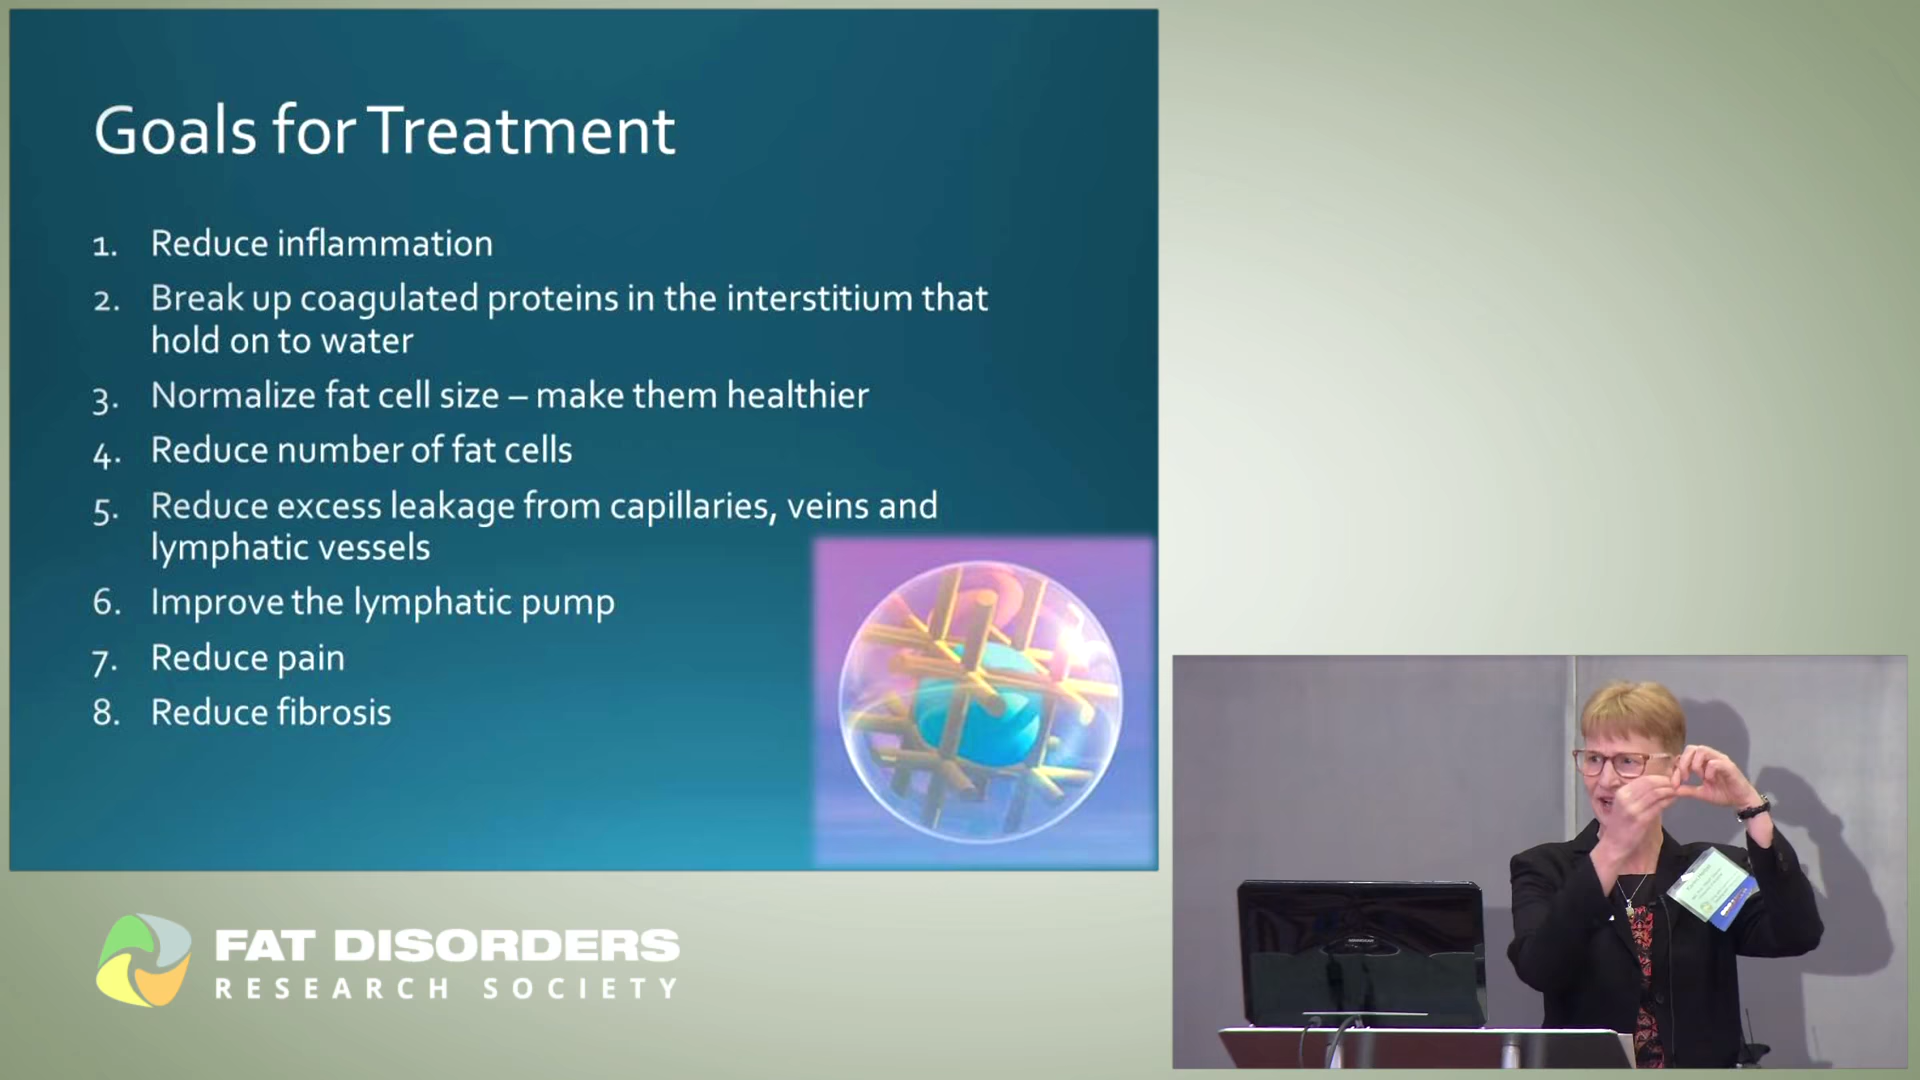 Goals for Treatment
1. Reduce inflammation
2. Break up coagulated proteins in the interstitium that
hold on to water
3. Normalize fat cell size – make them healthier
4. Reduce number of fat cells
5. Reduce excess leakage from capillaries, veins and
lymphatic vessels
6. Improve the lymphatic pump
7. Reduce pain
8. Reduce fibrosis
FAT DISORDERS
RESEARCH SOCIETY